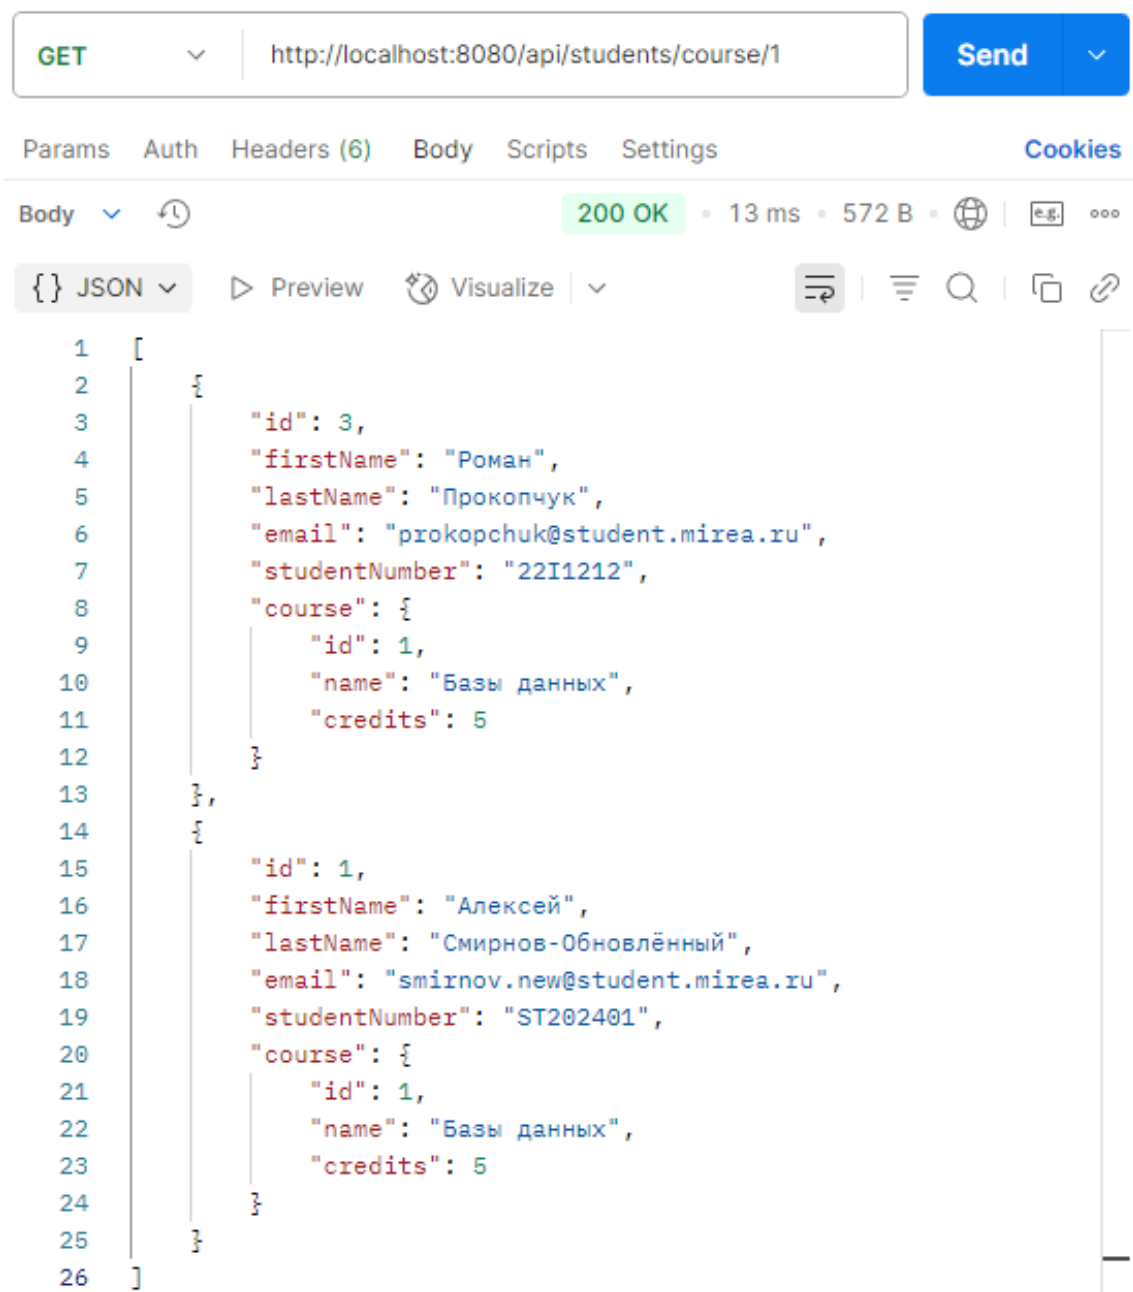 GET http://localhost:8080/api/students/course/1 Send
Params Auth Headers (6) Body Scripts Settings Cookies
Body 200 OK 13 ms 572 B e.g.
{} JSON Preview Visualize
1 [
2 {
3 "id": 3,
4 "firstName": "Роман",
5 "lastName": "Прокопчук",
6 "email": "prokopchuk@student.mirea.ru",
7 "studentNumber": "22I1212",
8 "course": {
9 "id": 1,
10 "name": "Базы данных",
11 "credits": 5
12 }
13 },
14 {
15 "id": 1,
16 "firstName": "Алексей",
17 "lastName": "Смирнов-Обновлённый",
18 "email": "smirnov.new@student.mirea.ru",
19 "studentNumber": "ST202401",
20 "course": {
21 "id": 1,
22 "name": "Базы данных",
23 "credits": 5
24 }
25 }
26 ]